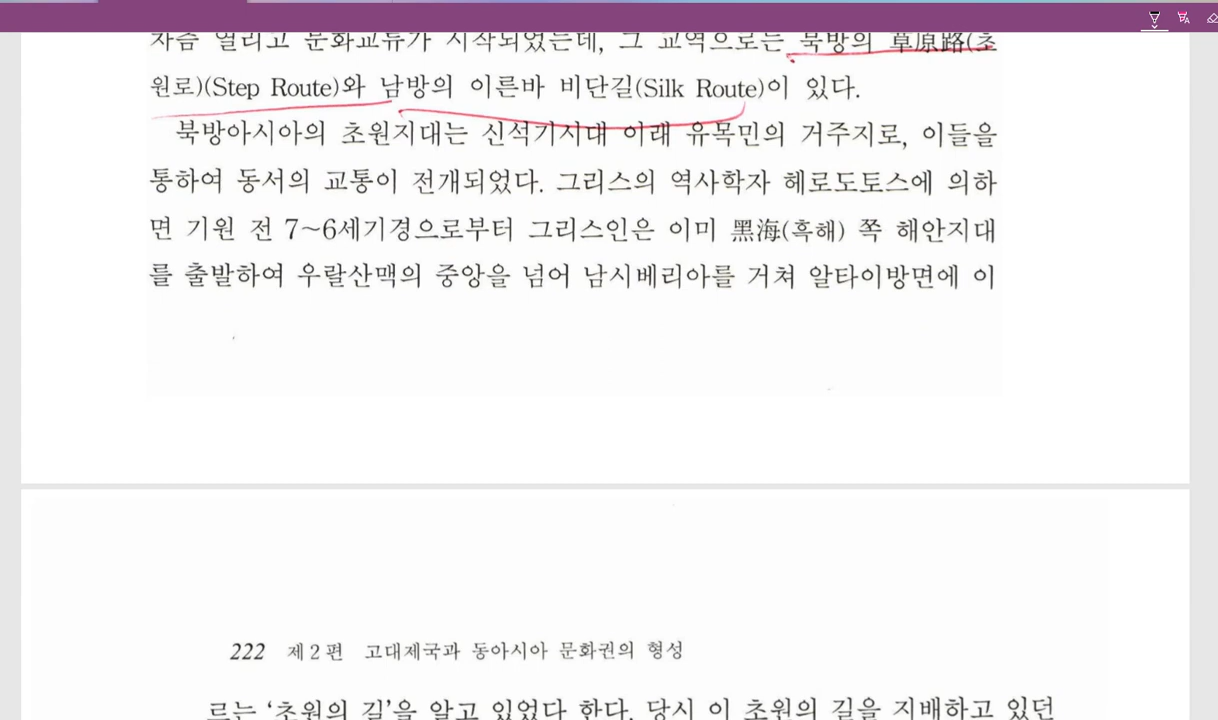 차츰 열리고 문화교류가 시작되었는데, 그 교역으로는 북방의 草原路(초
원로)(Step Route)와 남방의 이른바 비단길(Silk Route)이 있다.
북방아시아의 초원지대는 신석기시대 이래 유목민의 거주지로, 이들을
통하여 동서의 교통이 전개되었다. 그리스의 역사학자 헤로도토스에 의하
면 기원 전 7~6세기경으로부터 그리스인은 이미 黑海(흑해) 쪽 해안지대
를 출발하여 우랄산맥의 중앙을 넘어 남시베리아를 거쳐 알타이방면에 이
222 제2편 고대제국과 동아시아 문화권의 형성
르는 ‘초원의 길’을 알고 있었다 한다. 당시 이 초원의 길을 지배하고 있던